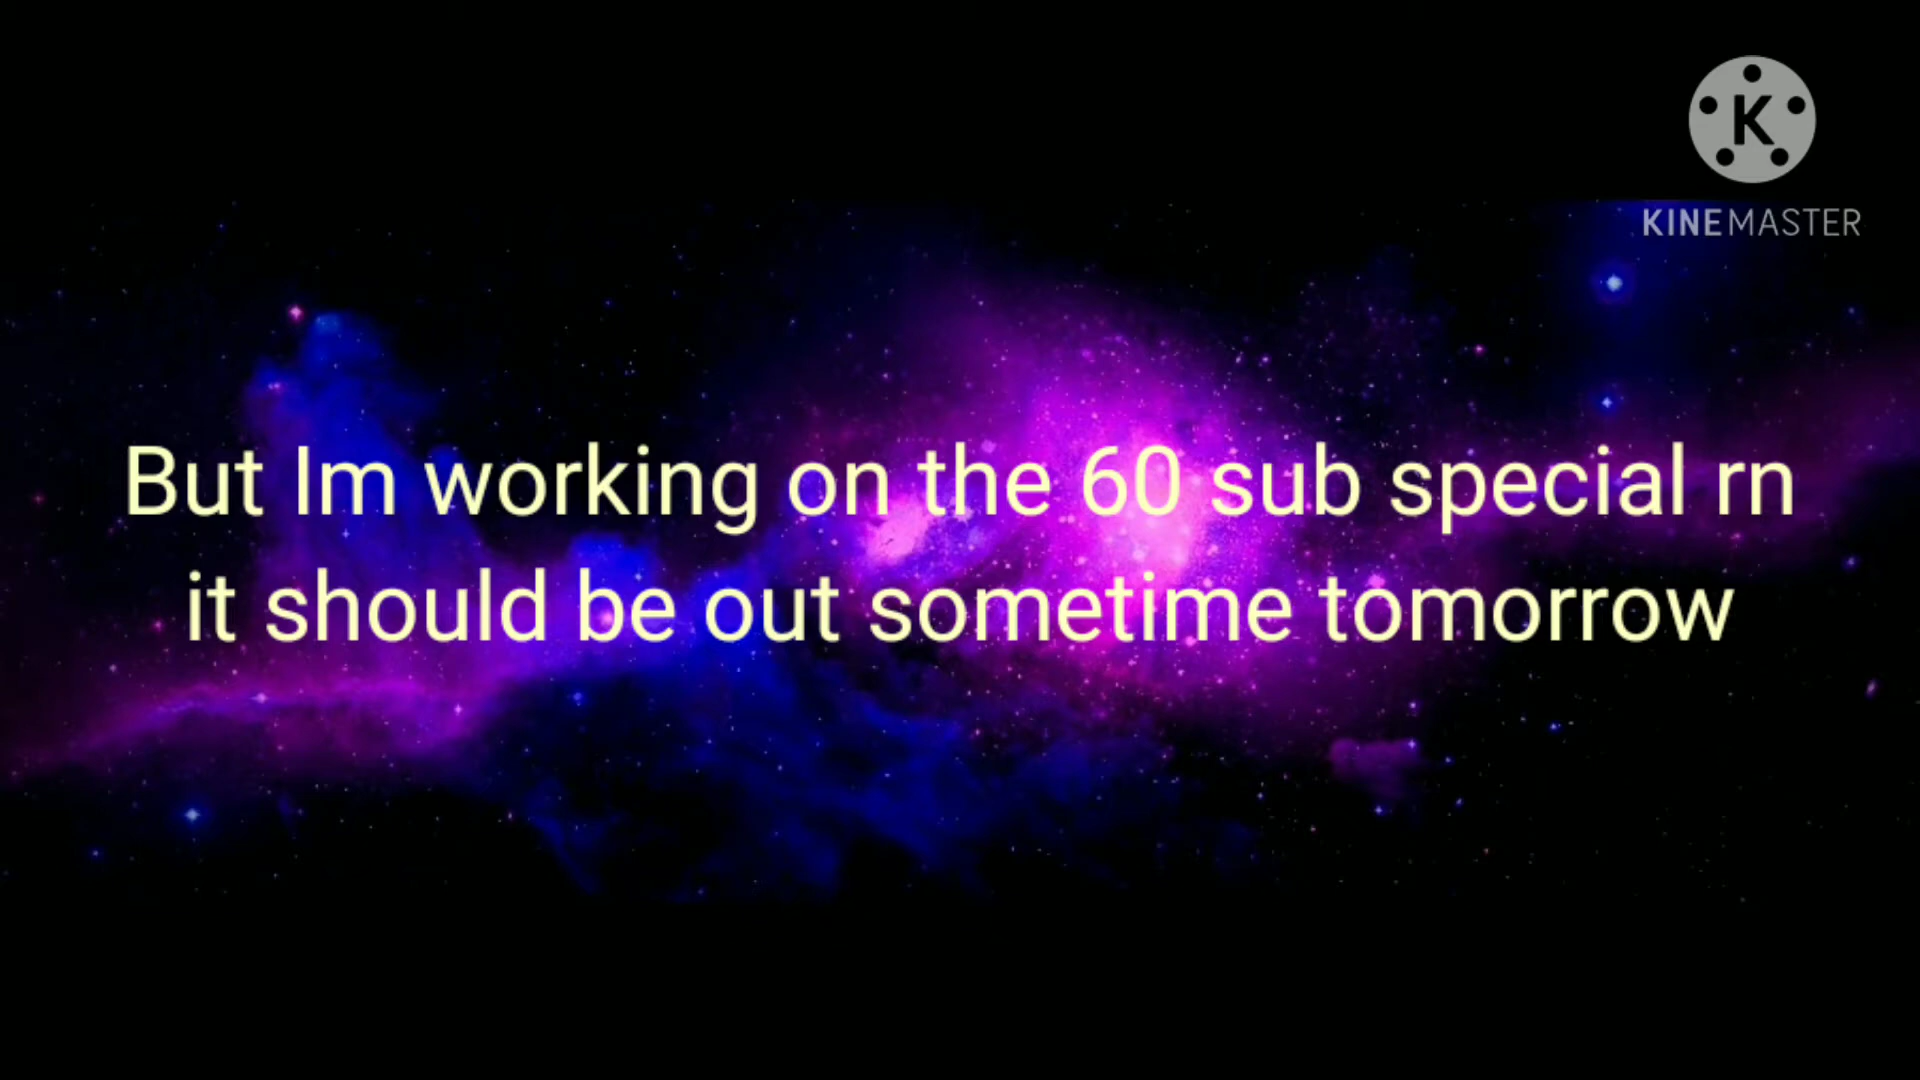 K
KINEMASTER
But Im working on the 60 sub special rn
it should be out sometime tomorrow